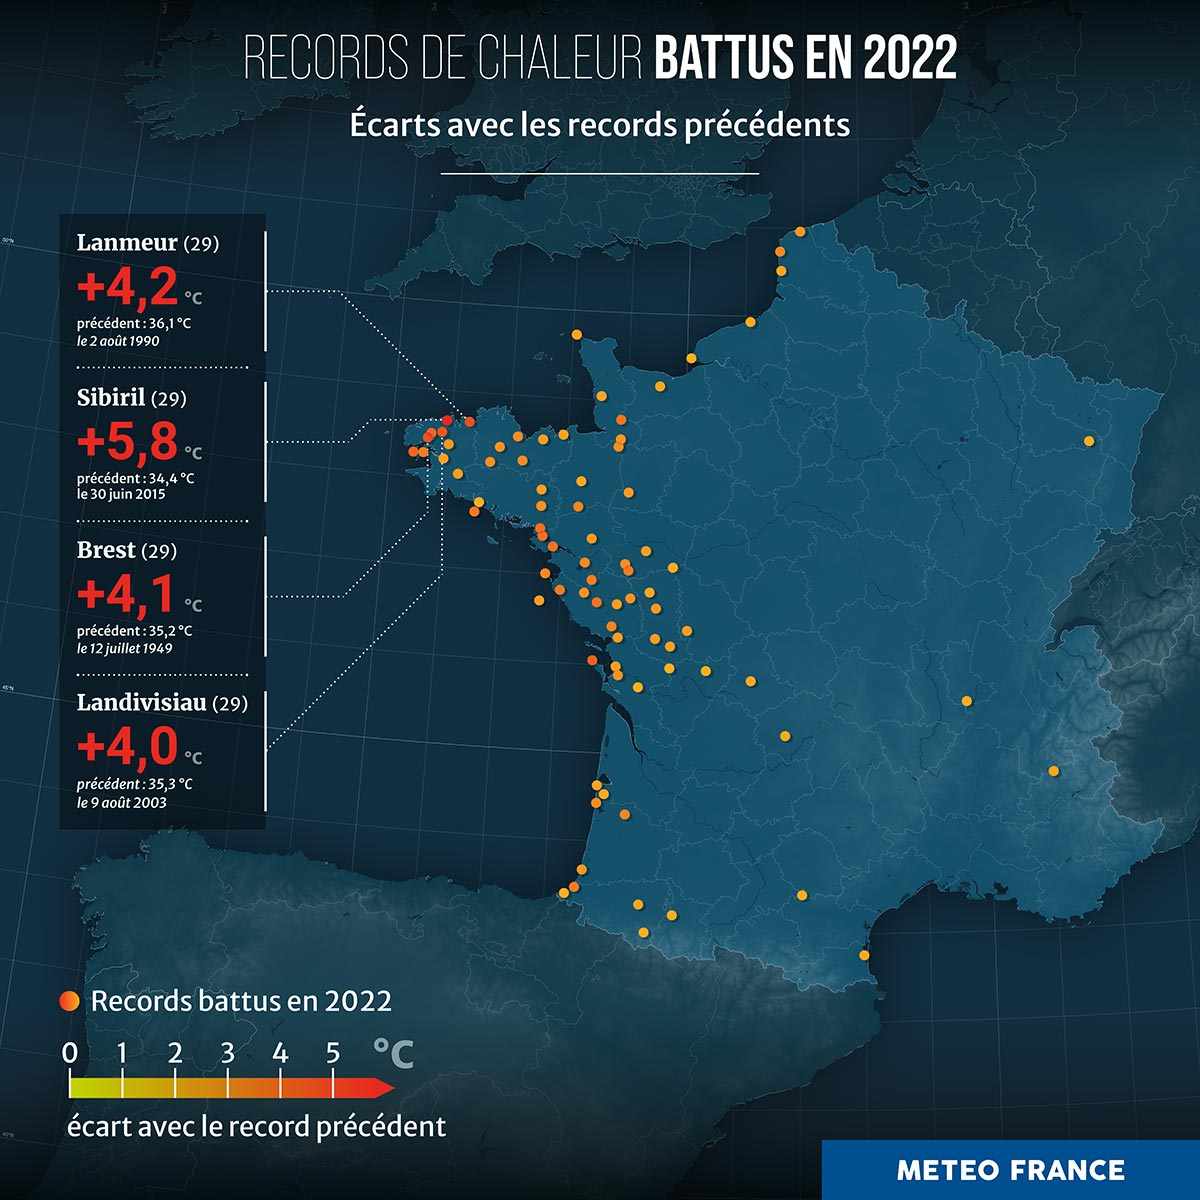 RECORDS DE CHALEUR BATTUS EN 2022
Écarts avec les records précédents
50°N
Lanmeur (29)
+4,2 °C
précédent : 36,1 °C
le 2 août 1990
Sibiril (29)
+5,8 °C
précédent : 34,4 °C
le 30 juin 2015
Brest (29)
+4,1 °C
précédent : 35,2 °C
le 12 juillet 1949
45°N
Landivisiau (29)
+4,0 °C
précédent : 35,3 °C
le 9 août 2003
Records battus en 2022
0 1 2 3 4 5 °C
écart avec le record précédent
40°N
METEO FRANCE